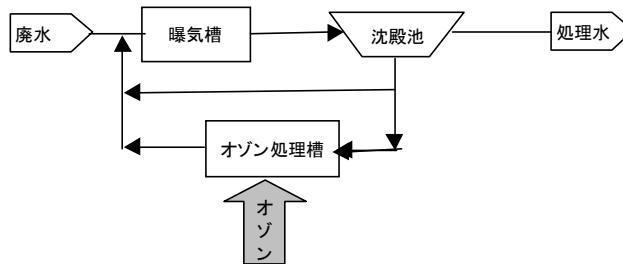 廃水
曝気槽
沈殿池
処理水
オゾン処理槽
オゾン